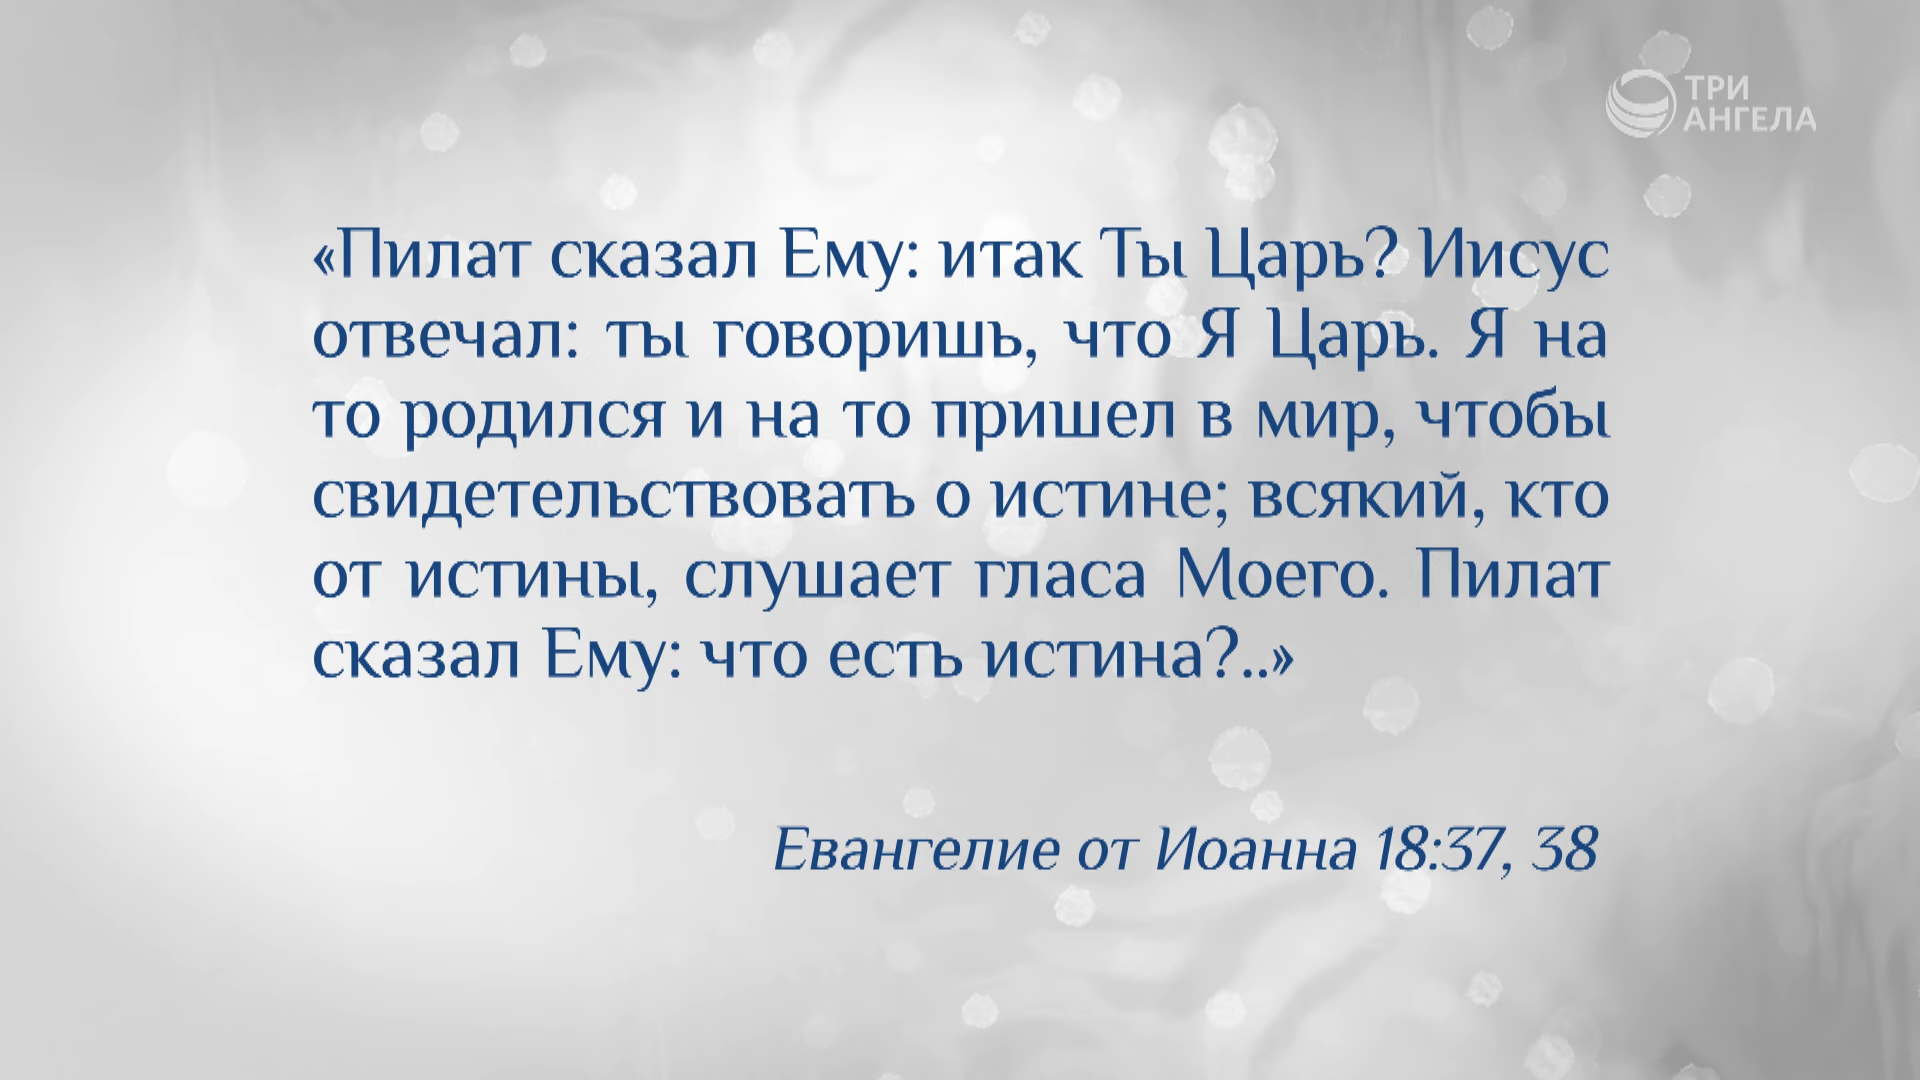 ТРИ
АНГЕЛА
«Пилат сказал Ему: итак Ты Царь? Иисус
отвечал: ты говоришь, что Я Царь. Я на
то родился и на то пришел в мир, чтобы
свидетельствовать о истине; всякий, кто
от истины, слушает гласа Моего. Пилат
сказал Ему: что есть истина?..»
Евангелие от Иоанна 18:37, 38